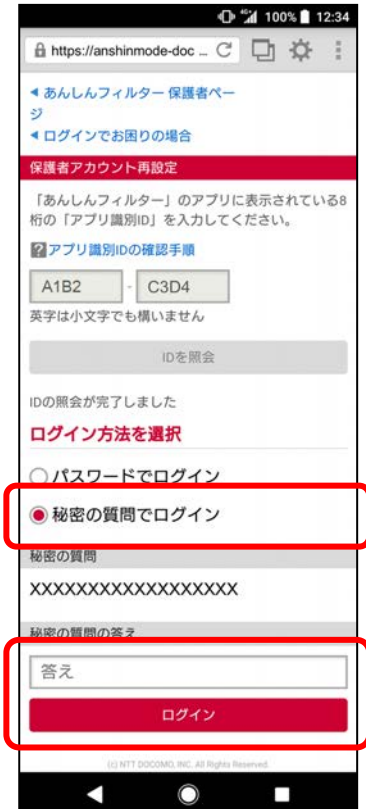 100% 12:34
https://anshinmode-doc ...
あんしんフィルター 保護者ペー
ジ
ログインでお困りの場合
保護者アカウント再設定
「あんしんフィルター」のアプリに表示されている8
桁の「アプリ識別ID」を入力してください。
?アプリ識別IDの確認手順
A1B2 - C3D4
英字は小文字でも構いません
IDを照会
IDの照会が完了しました
ログイン方法を選択
パスワードでログイン
秘密の質問でログイン
秘密の質問
XXXXXXXXXXXXXXXXXX
秘密の質問の答え
答え
ログイン
(c) NTT DOCOMO, INC. All Rights Reserved.